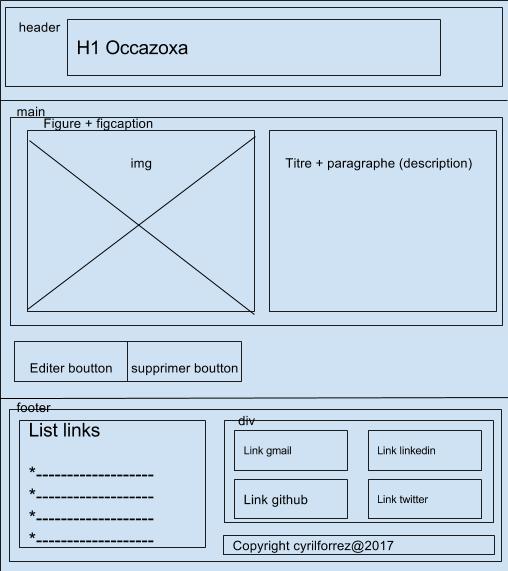 header
H1 Occazoxa
main
Figure + figcaption
img
Titre + paragraphe (description)
Editer boutton
supprimer boutton
footer
List links
*-------------------
*-------------------
*-------------------
*-------------------
div
Link gmail
Link linkedin
Link github
Link twitter
Copyright cyrilforrez@2017